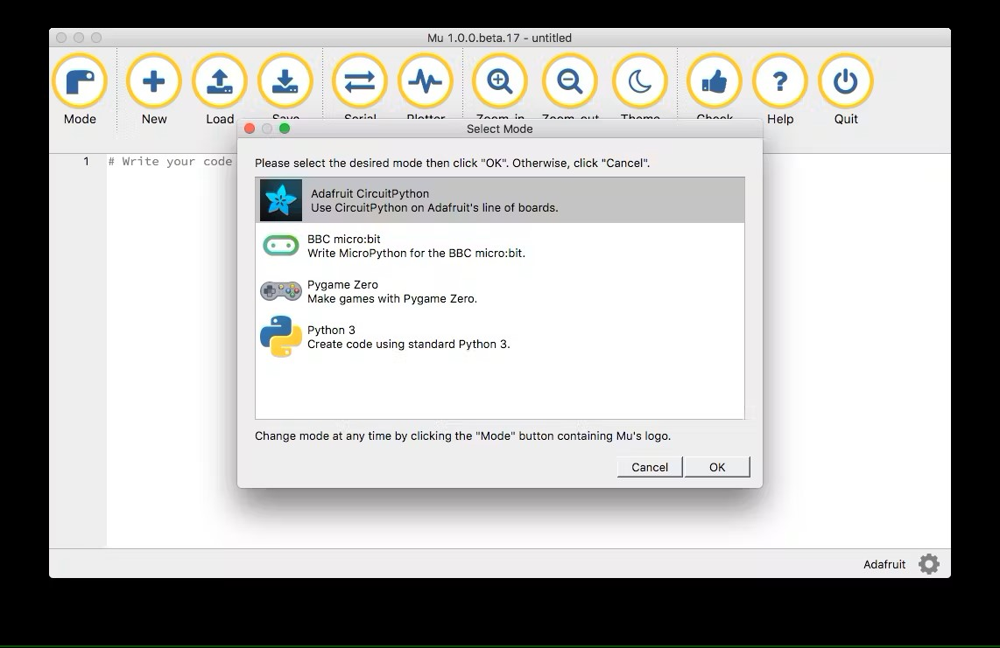 Mu 1.0.0.beta.17 - untitled
Mode New Load Save Serial Plotter Zoom-in Zoom-out Theme Check Help Quit
Select Mode
1 # Write your code
Please select the desired mode then click "OK". Otherwise, click "Cancel".
Adafruit CircuitPython
Use CircuitPython on Adafruit's line of boards.
BBC micro:bit
Write MicroPython for the BBC micro:bit.
Pygame Zero
Make games with Pygame Zero.
Python 3
Create code using standard Python 3.
Change mode at any time by clicking the "Mode" button containing Mu's logo.
Cancel OK
Adafruit